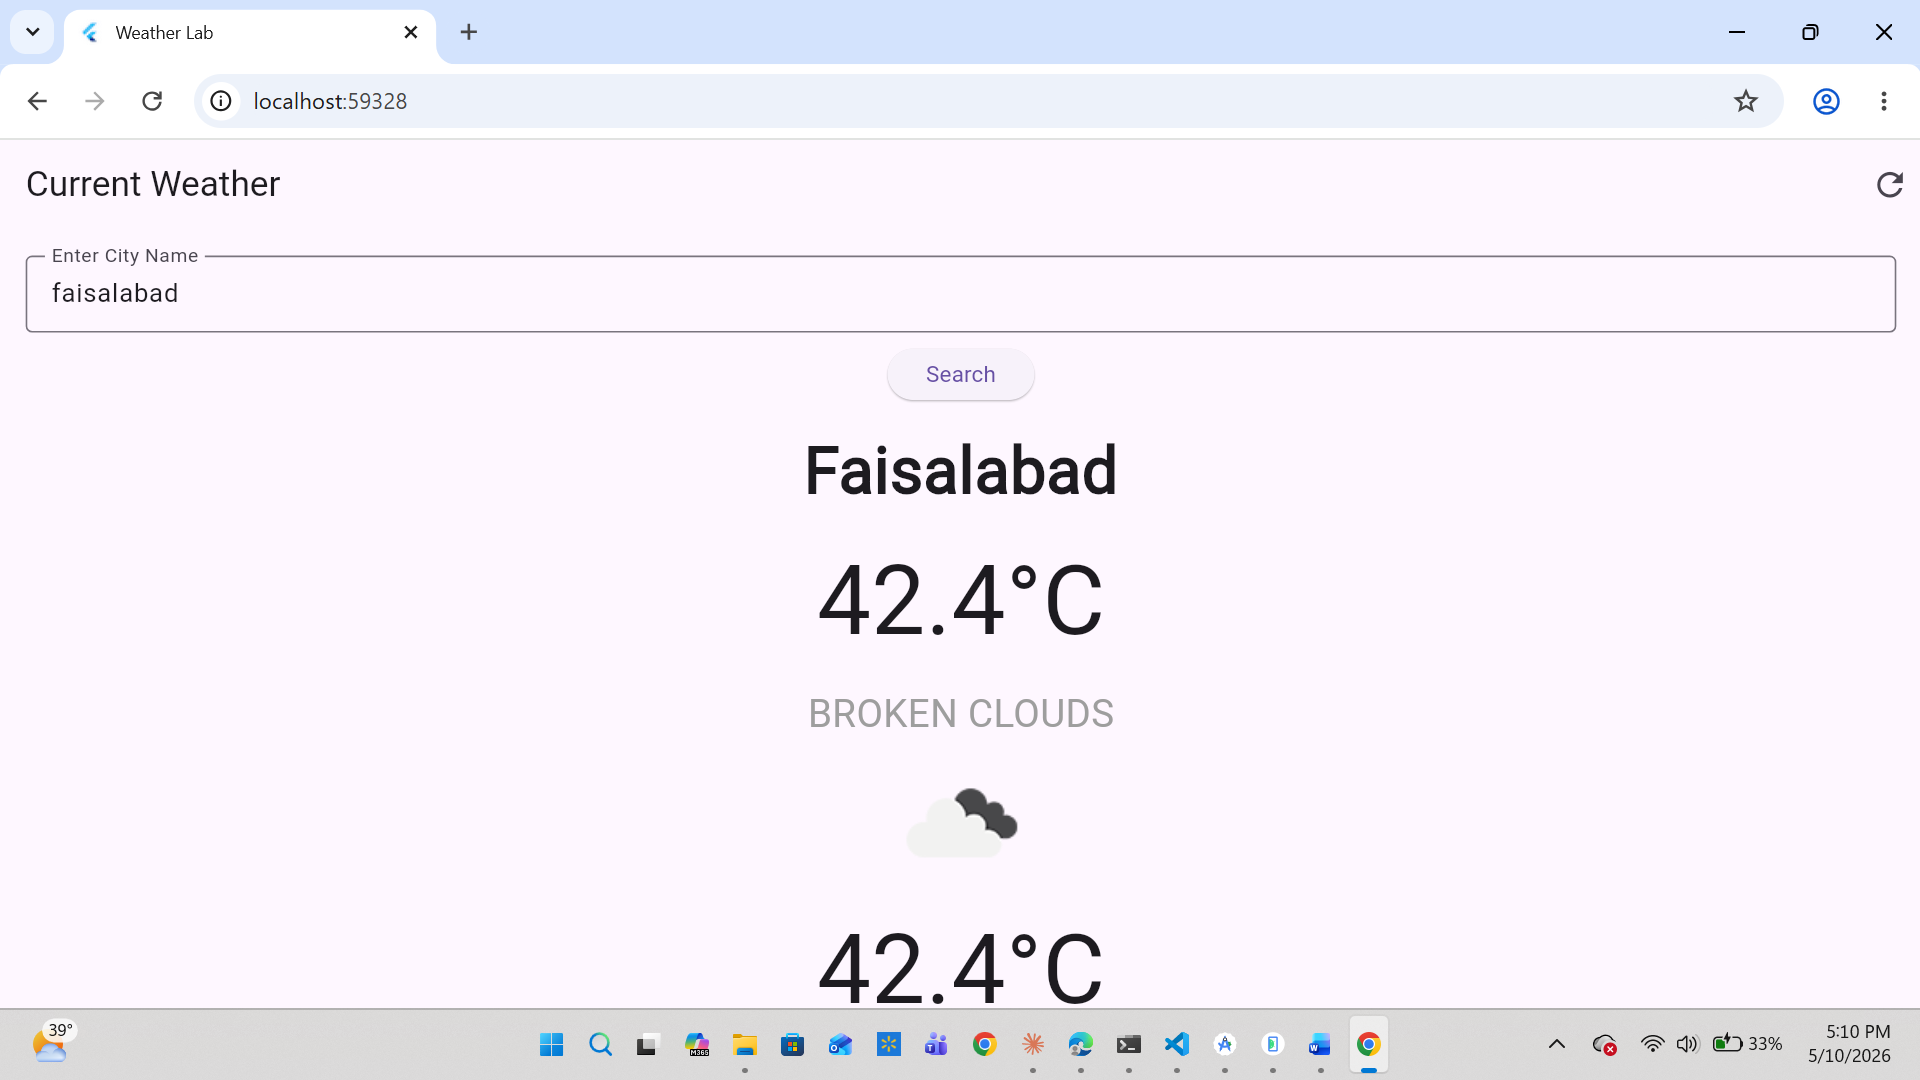 Weather Lab
localhost:59328
Current Weather
Enter City Name
faisalabad
Search
Faisalabad
42.4°C
BROKEN CLOUDS
42.4°C
39°
M365
33%
5:10 PM
5/10/2026